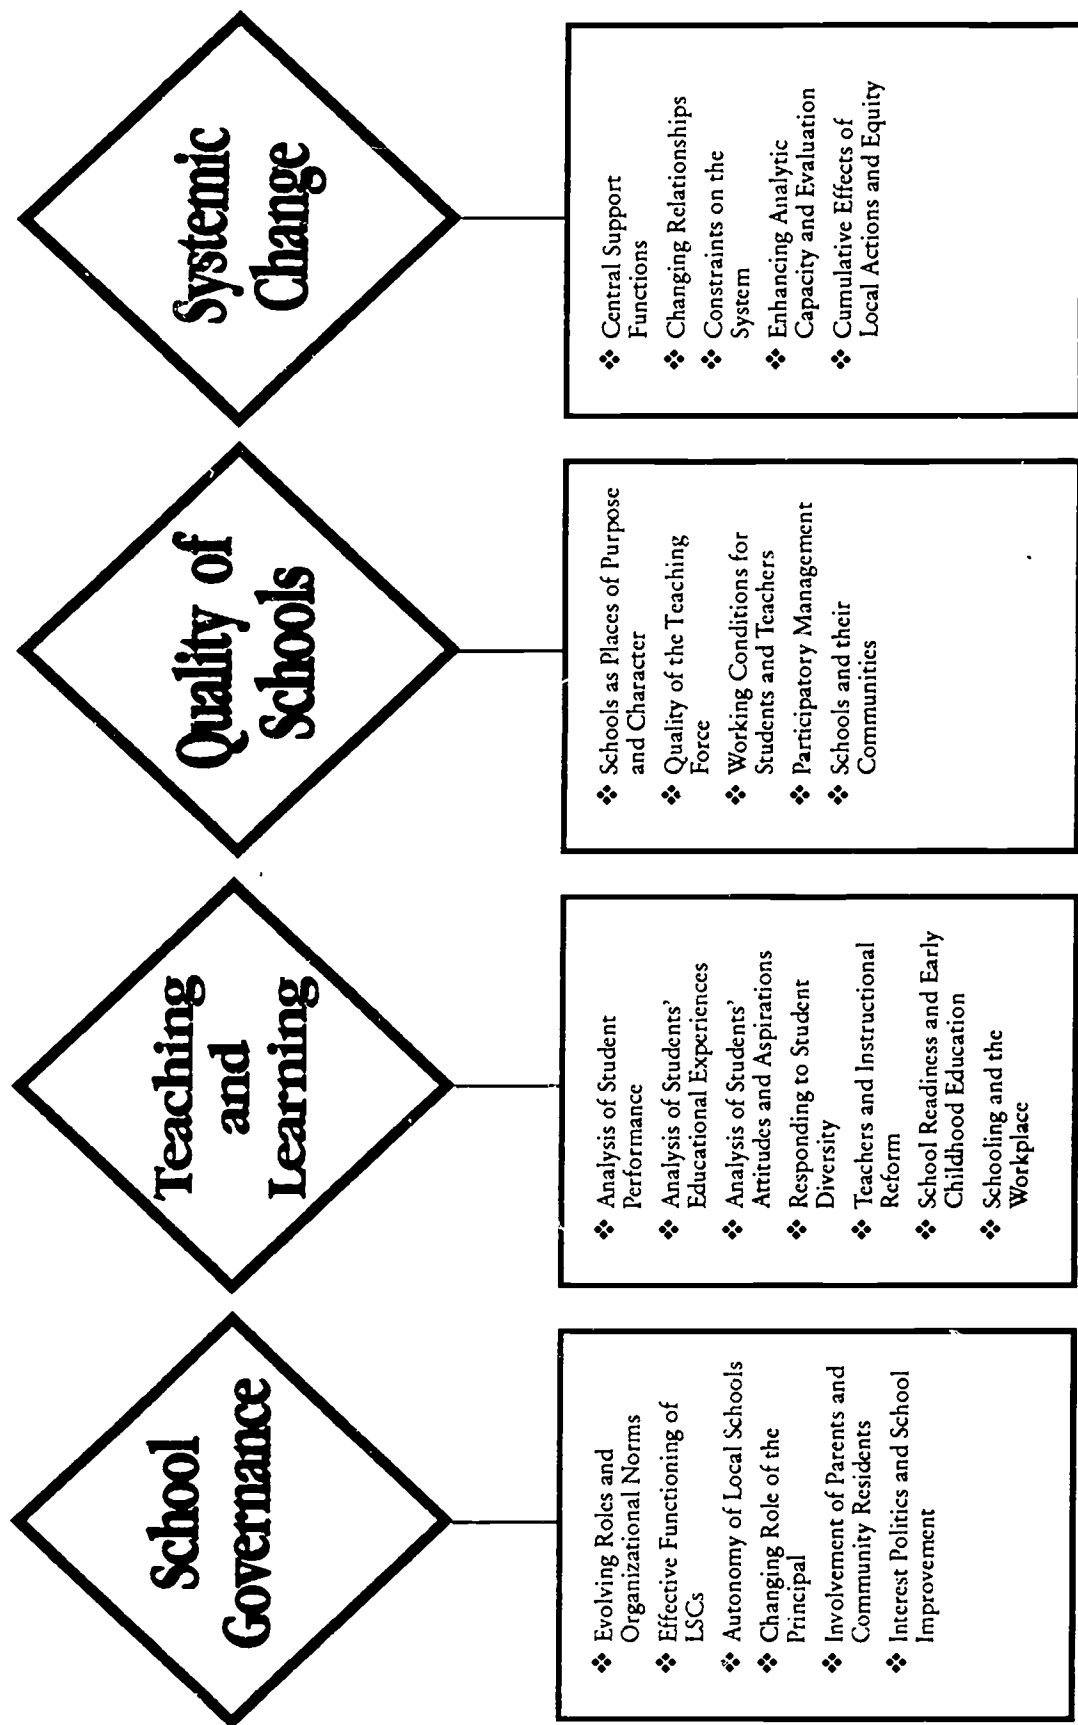 School
Governance
❖ Evolving Roles and
Organizational Norms
❖ Effective Functioning of
LSCs
❖ Autonomy of Local Schools
❖ Changing Role of the
Principal
❖ Involvement of Parents and
Community Residents
❖ Interest Politics and School
Improvement
Teaching
and
Learning
❖ Analysis of Student
Performance
❖ Analysis of Students'
Educational Experiences
❖ Analysis of Students'
Attitudes and Aspirations
❖ Responding to Student
Diversity
❖ Teachers and Instructional
Reform
❖ School Readiness and Early
Childhood Education
❖ Schooling and the
Workplace
Quality of
Schools
❖ Schools as Places of Purpose
and Character
❖ Quality of the Teaching
Force
❖ Working Conditions for
Students and Teachers
❖ Participatory Management
❖ Schools and their
Communities
Systemic
Change
❖ Central Support
Functions
❖ Changing Relationships
❖ Constraints on the
System
❖ Enhancing Analytic
Capacity and Evaluation
❖ Cumulative Effects of
Local Actions and Equity